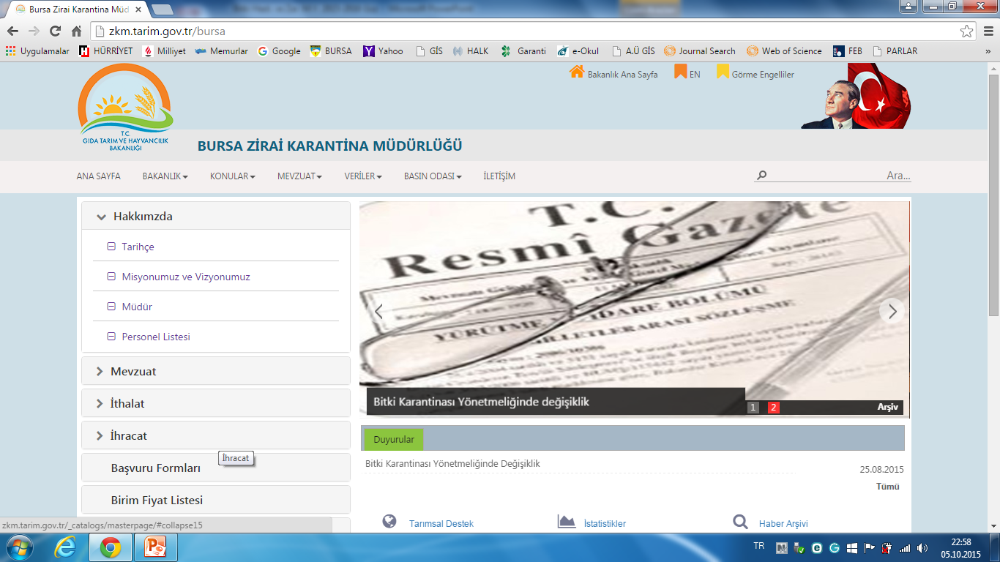 Bursa Zirai Karantina Müd
zkm.tarim.gov.tr/bursa
Uygulamalar HÜRRİYET Milliyet Memurlar Google BURSA Yahoo GİS HALK Garanti e-Okul A.Ü GİS Journal Search Web of Science FEB PARLAR »
Bakanlık Ana Sayfa EN Görme Engelliler
T.C.
GIDA TARIM VE HAYVANCILIK
BAKANLIĞI
BURSA ZİRAİ KARANTİNA MÜDÜRLÜĞÜ
ANA SAYFA BAKANLIK KONULAR MEVZUAT VERİLER BASIN ODASI İLETİŞİM Ara...
Hakkımzda
Tarihçe
Misyonumuz ve Vizyonumuz
Müdür
Personel Listesi
Mevzuat
İthalat
İhracat
İhracat
Başvuru Formları
Birim Fiyat Listesi
T.C.
Resmî Gazete
YÜRÜTME İDARE BÖLÜMÜ
MİLLETLERARASI SÖZLEŞME
Bitki Karantinası Yönetmeliğinde değişiklik
1 2 Arşiv
Duyurular
Bitki Karantinası Yönetmeliğinde Değişiklik
25.08.2015
Tümü
Tarımsal Destek İstatistikler Haber Arşivi
zkm.tarim.gov.tr/_catalogs/masterpage/#collapse15
TR
22:58
05.10.2015